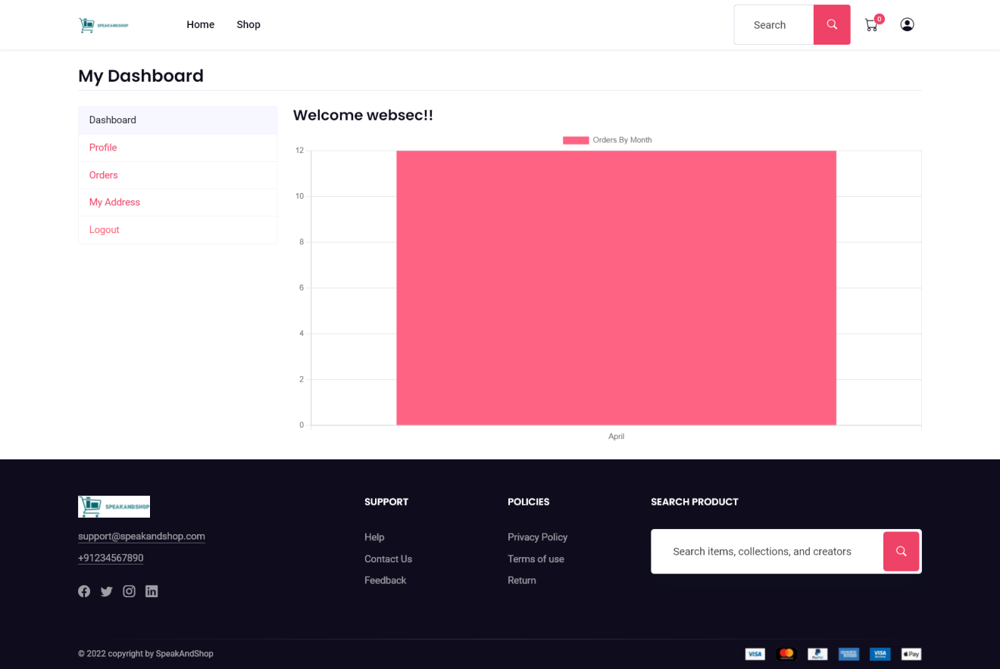 SPEAKANDSHOP
Home
Shop
Search
0
My Dashboard
Dashboard
Profile
Orders
My Address
Logout
Welcome websec!!
Orders By Month
12
10
8
6
4
2
0
April
SPEAKANDSHOP
support@speakandshop.com
+91234567890
SUPPORT
Help
Contact Us
Feedback
POLICIES
Privacy Policy
Terms of use
Return
SEARCH PRODUCT
Search items, collections, and creators
© 2022 copyright by SpeakAndShop
VISA
PayPal
VISA
Pay